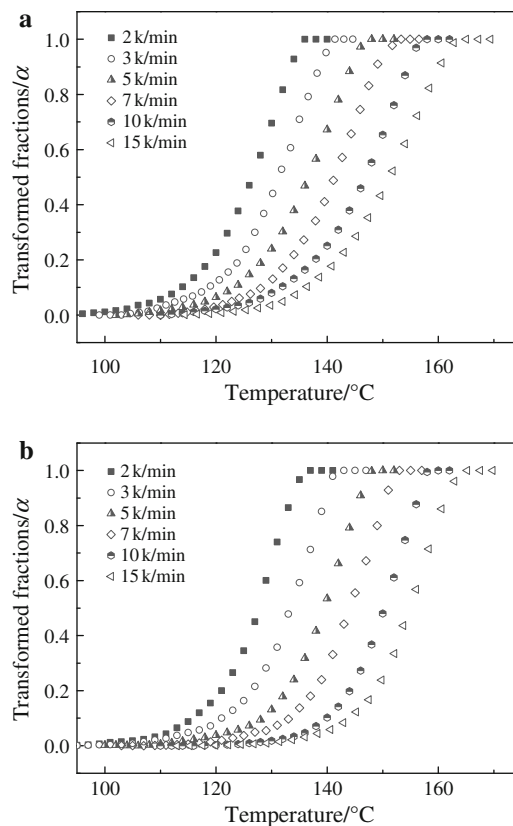 a
2 k/min
3 k/min
5 k/min
7 k/min
10 k/min
15 k/min
Transformed fractions/α
1.0
0.8
0.6
0.4
0.2
0.0
100 120 140 160
Temperature/°C
b
2 k/min
3 k/min
5 k/min
7 k/min
10 k/min
15 k/min
Transformed fractions/α
1.0
0.8
0.6
0.4
0.2
0.0
100 120 140 160
Temperature/°C